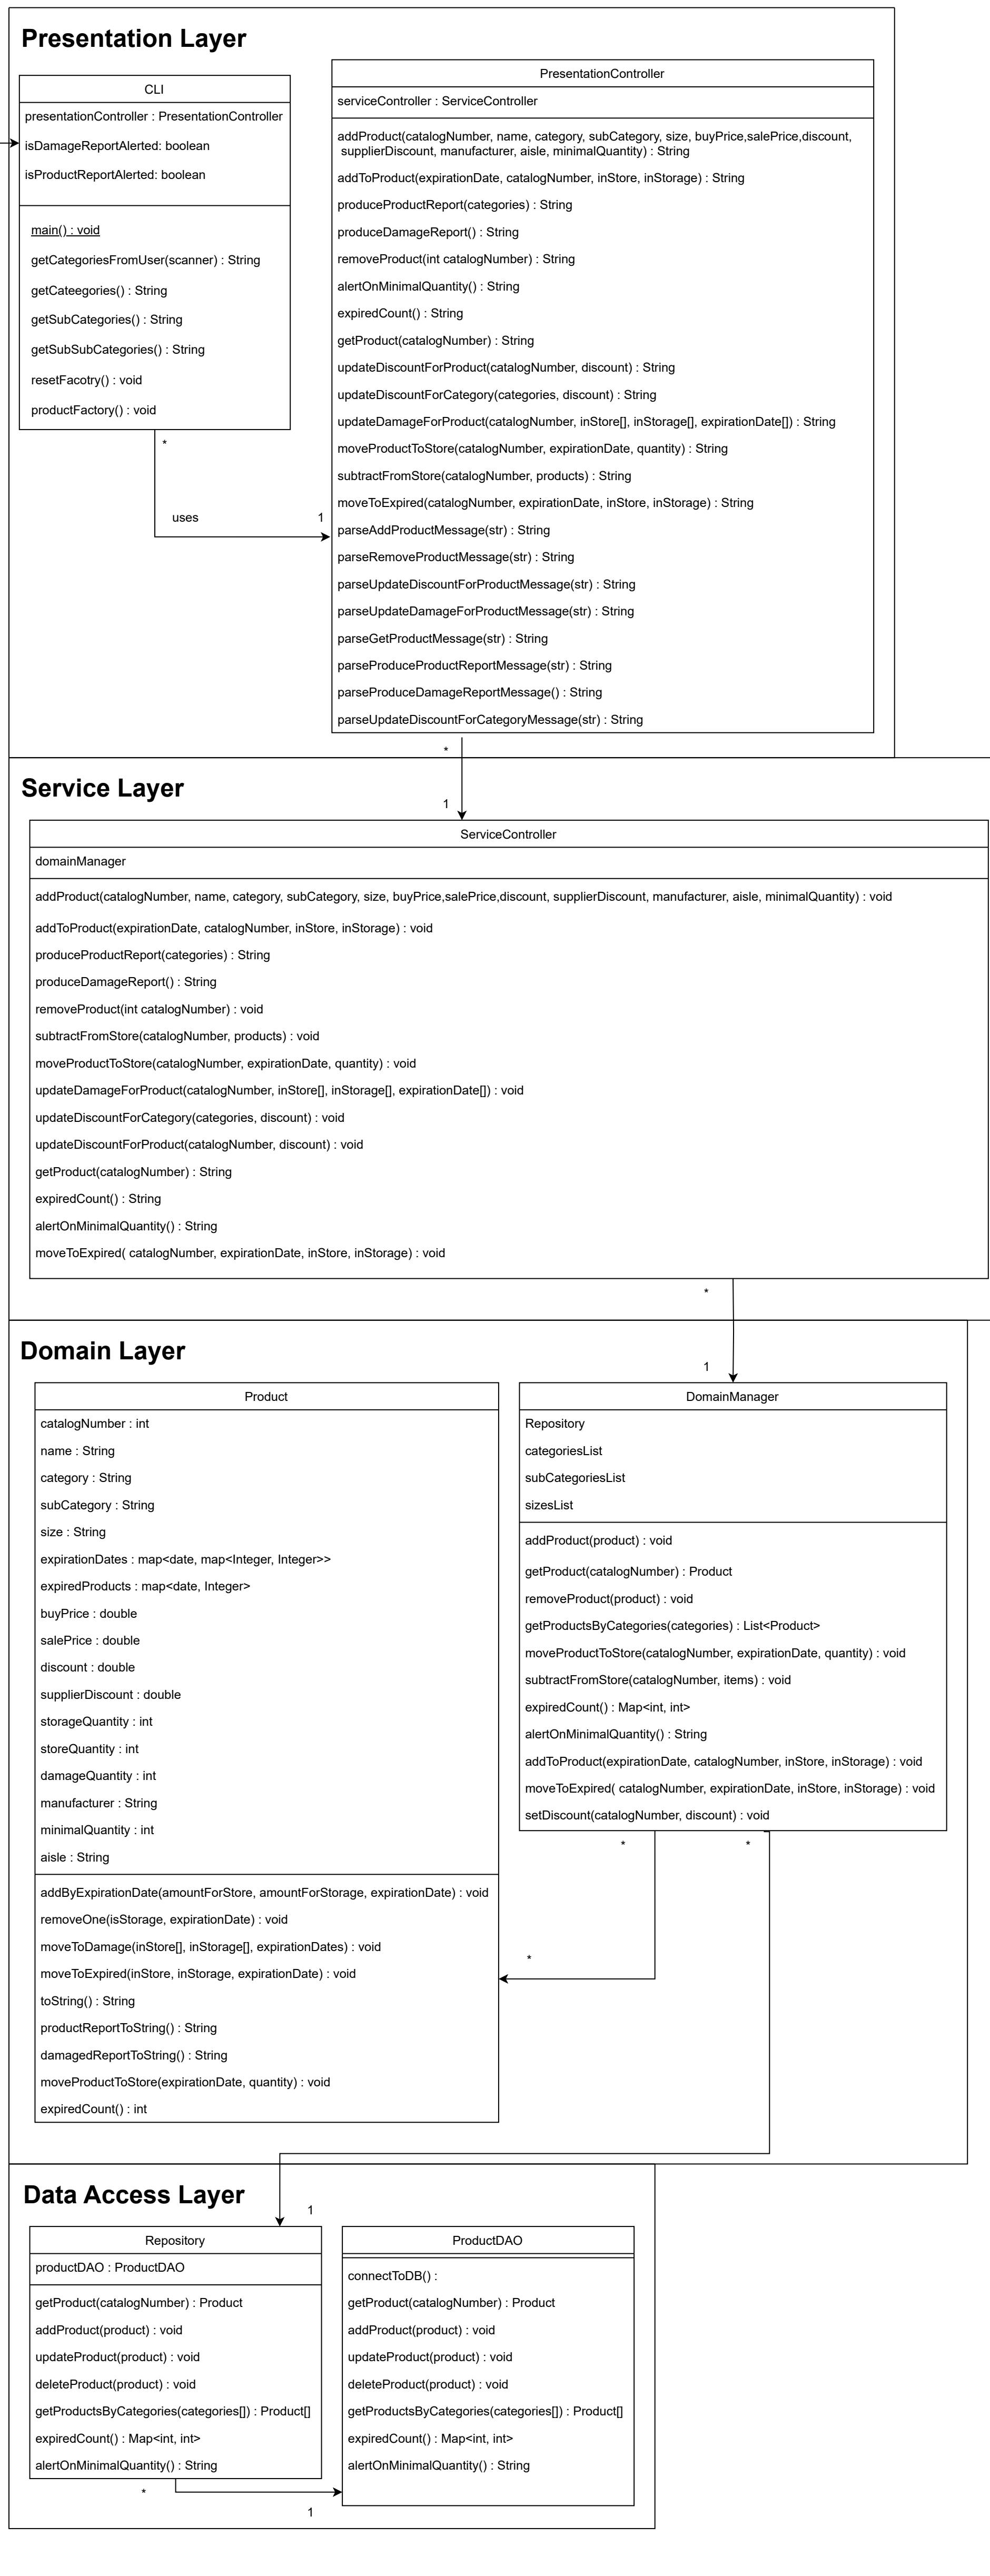 Presentation Layer
CLI
presentationController : PresentationController
isDamageReportAlerted: boolean
isProductReportAlerted: boolean
main() : void
getCategoriesFromUser(scanner) : String
getCateegories() : String
getSubCategories() : String
getSubSubCategories() : String
resetFacotry() : void
productFactory() : void
*
uses
1
PresentationController
serviceController : ServiceController
addProduct(catalogNumber, name, category, subCategory, size, buyPrice,salePrice,discount,
supplierDiscount, manufacturer, aisle, minimalQuantity) : String
addToProduct(expirationDate, catalogNumber, inStore, inStorage) : String
produceProductReport(categories) : String
produceDamageReport() : String
removeProduct(int catalogNumber) : String
alertOnMinimalQuantity() : String
expiredCount() : String
getProduct(catalogNumber) : String
updateDiscountForProduct(catalogNumber, discount) : String
updateDiscountForCategory(categories, discount) : String
updateDamageForProduct(catalogNumber, inStore[], inStorage[], expirationDate[]) : String
moveProductToStore(catalogNumber, expirationDate, quantity) : String
subtractFromStore(catalogNumber, products) : String
moveToExpired(catalogNumber, expirationDate, inStore, inStorage) : String
parseAddProductMessage(str) : String
parseRemoveProductMessage(str) : String
parseUpdateDiscountForProductMessage(str) : String
parseUpdateDamageForProductMessage(str) : String
parseGetProductMessage(str) : String
parseProduceProductReportMessage(str) : String
parseProduceDamageReportMessage() : String
parseUpdateDiscountForCategoryMessage(str) : String
*
1
Service Layer
ServiceController
domainManager
addProduct(catalogNumber, name, category, subCategory, size, buyPrice,salePrice,discount, supplierDiscount, manufacturer, aisle, minimalQuantity) : void
addToProduct(expirationDate, catalogNumber, inStore, inStorage) : void
produceProductReport(categories) : String
produceDamageReport() : String
removeProduct(int catalogNumber) : void
subtractFromStore(catalogNumber, products) : void
moveProductToStore(catalogNumber, expirationDate, quantity) : void
updateDamageForProduct(catalogNumber, inStore[], inStorage[], expirationDate[]) : void
updateDiscountForCategory(categories, discount) : void
updateDiscountForProduct(catalogNumber, discount) : void
getProduct(catalogNumber) : String
expiredCount() : String
alertOnMinimalQuantity() : String
moveToExpired( catalogNumber, expirationDate, inStore, inStorage) : void
*
1
Domain Layer
Product
catalogNumber : int
name : String
category : String
subCategory : String
size : String
expirationDates : map<date, map<Integer, Integer>>
expiredProducts : map<date, Integer>
buyPrice : double
salePrice : double
discount : double
supplierDiscount : double
storageQuantity : int
storeQuantity : int
damageQuantity : int
manufacturer : String
minimalQuantity : int
aisle : String
addByExpirationDate(amountForStore, amountForStorage, expirationDate) : void
removeOne(isStorage, expirationDate) : void
moveToDamage(inStore[], inStorage[], expirationDates) : void
moveToExpired(inStore, inStorage, expirationDate) : void
toString() : String
productReportToString() : String
damagedReportToString() : String
moveProductToStore(expirationDate, quantity) : void
expiredCount() : int
DomainManager
Repository
categoriesList
subCategoriesList
sizesList
addProduct(product) : void
getProduct(catalogNumber) : Product
removeProduct(product) : void
getProductsByCategories(categories) : List<Product>
moveProductToStore(catalogNumber, expirationDate, quantity) : void
subtractFromStore(catalogNumber, items) : void
expiredCount() : Map<int, int>
alertOnMinimalQuantity() : String
addToProduct(expirationDate, catalogNumber, inStore, inStorage) : void
moveToExpired( catalogNumber, expirationDate, inStore, inStorage) : void
setDiscount(catalogNumber, discount) : void
*
*
*
Data Access Layer
1
Repository
productDAO : ProductDAO
getProduct(catalogNumber) : Product
addProduct(product) : void
updateProduct(product) : void
deleteProduct(product) : void
getProductsByCategories(categories[]) : Product[]
expiredCount() : Map<int, int>
alertOnMinimalQuantity() : String
ProductDAO
connectToDB() :
getProduct(catalogNumber) : Product
addProduct(product) : void
updateProduct(product) : void
deleteProduct(product) : void
getProductsByCategories(categories[]) : Product[]
expiredCount() : Map<int, int>
alertOnMinimalQuantity() : String
*
1